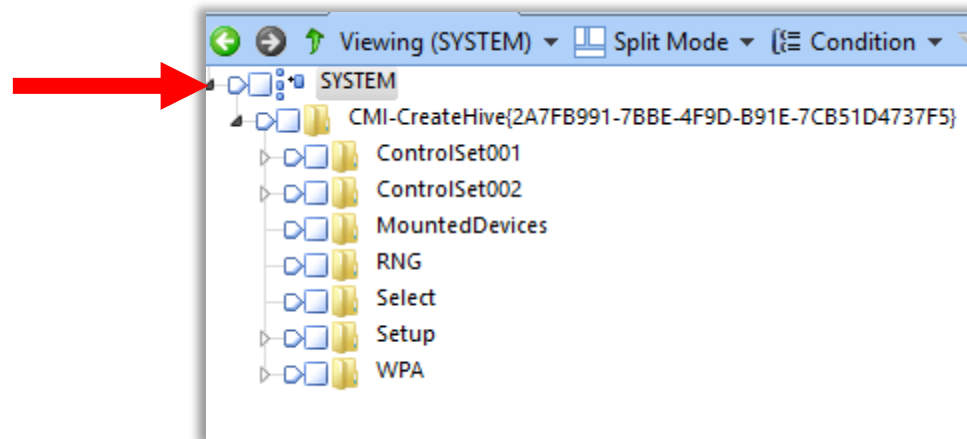 Viewing (SYSTEM) Split Mode Condition
SYSTEM
CMI-CreateHive{2A7FB991-7BBE-4F9D-B91E-7CB51D4737F5}
ControlSet001
ControlSet002
MountedDevices
RNG
Select
Setup
WPA